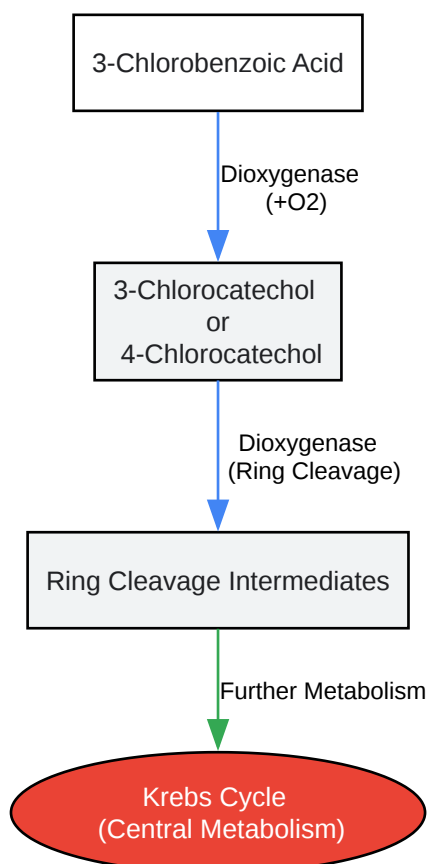 3-Chlorobenzoic Acid
Dioxygenase
(+O2)
3-Chlorocatechol
or
4-Chlorocatechol
Dioxygenase
(Ring Cleavage)
Ring Cleavage Intermediates
Further Metabolism
Krebs Cycle
(Central Metabolism)